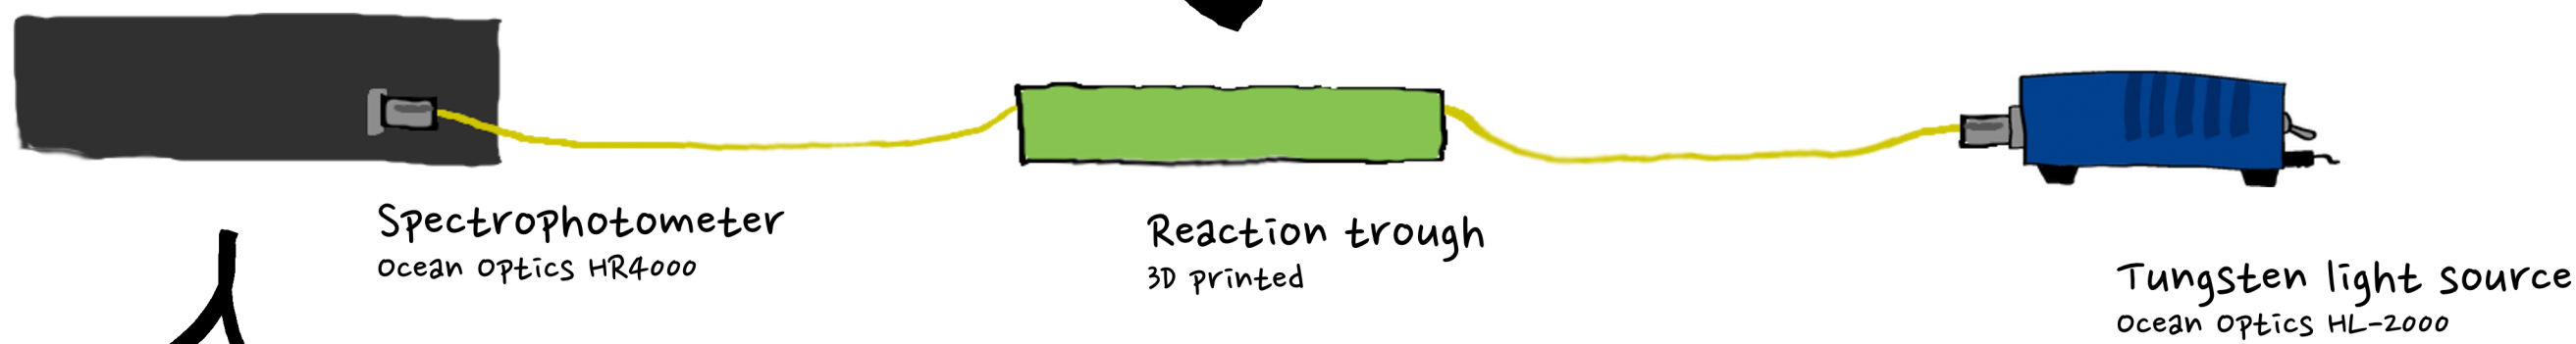 Spectrophotometer
Ocean Optics HR4000
Reaction trough
3D printed
Tungsten light source
Ocean Optics HL-2000